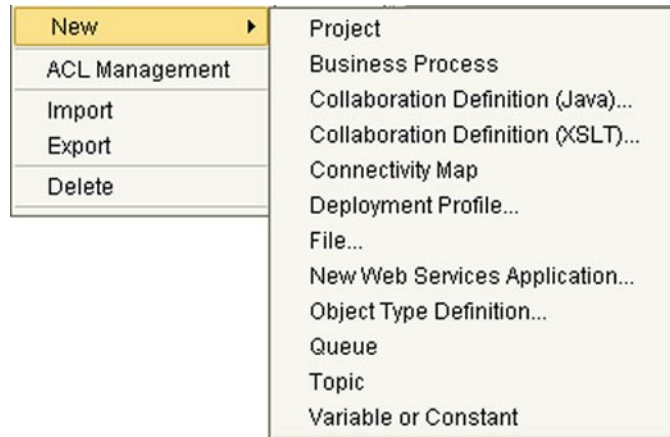 New
ACL Management
Import
Export
Delete
Project
Business Process
Collaboration Definition (Java)...
Collaboration Definition (XSLT)...
Connectivity Map
Deployment Profile...
File...
New Web Services Application...
Object Type Definition...
Queue
Topic
Variable or Constant